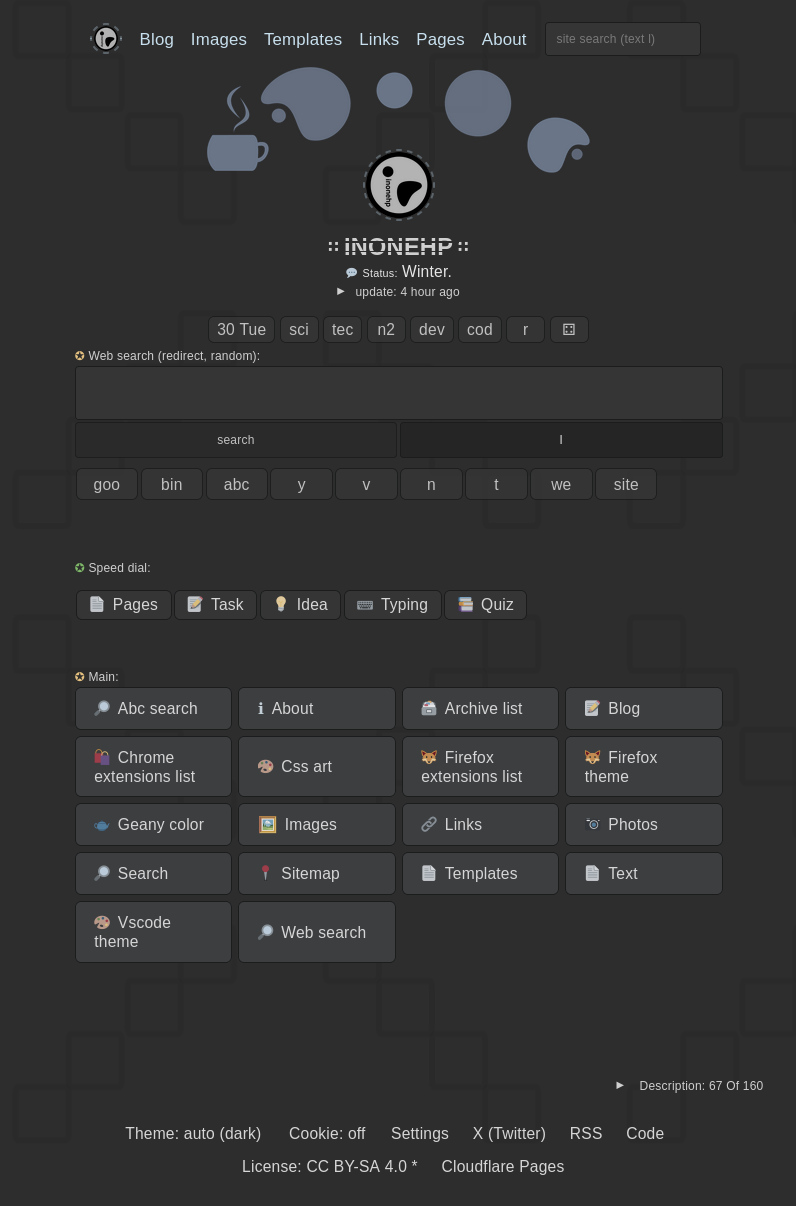 Blog Images Templates Links Pages About site search (text l)
inonehp
:: INONEHP ::
Status: Winter.
► update: 4 hour ago
30 Tue sci tec n2 dev cod r
Web search (redirect, random):
search l
goo bin abc y v n t we site
Speed dial:
Pages Task Idea Typing Quiz
Main:
Abc search About Archive list Blog
Chrome extensions list Css art Firefox extensions list Firefox theme
Geany color Images Links Photos
Search Sitemap Templates Text
Vscode theme Web search
► Description: 67 Of 160
Theme: auto (dark) Cookie: off Settings X (Twitter) RSS Code
License: CC BY-SA 4.0 * Cloudflare Pages